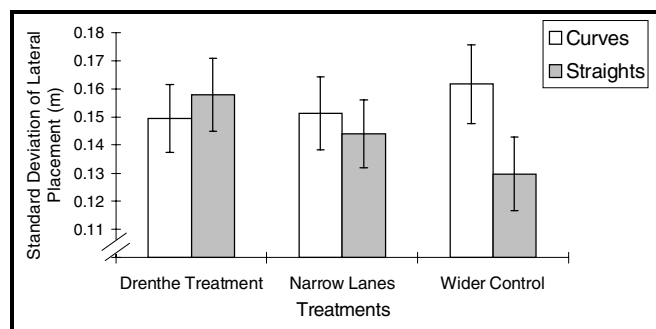 Standard Deviation of Lateral
Placement (m)
0.18
0.17
0.16
0.15
0.14
0.13
0.12
0.11
Curves
Straights
Drenthe Treatment
Narrow Lanes
Wider Control
Treatments